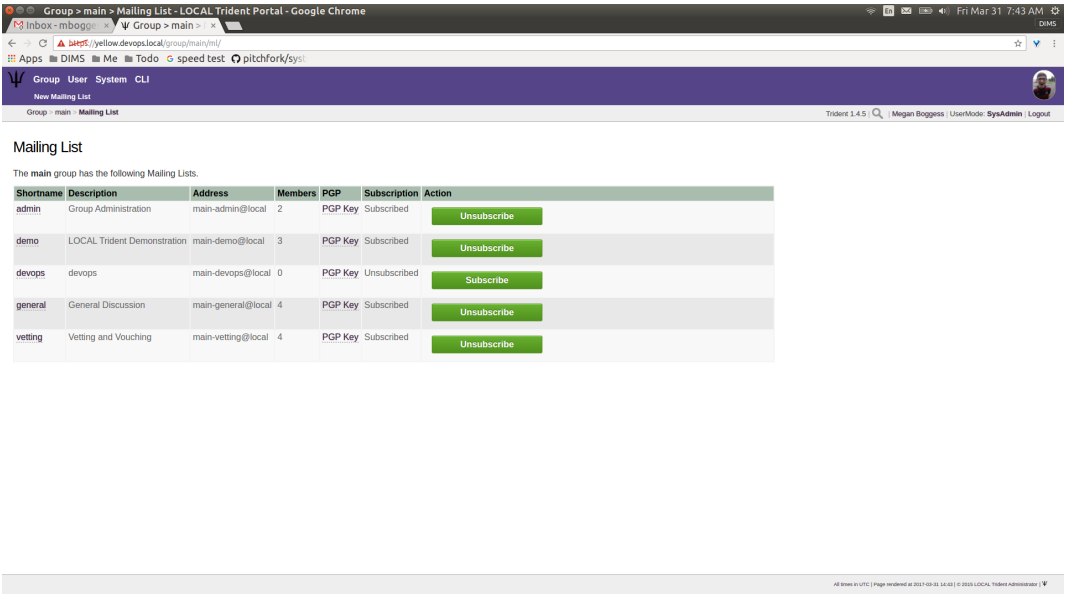 Group > main > Mailing List - LOCAL Trident Portal - Google Chrome
En
Fri Mar 31 7:43 AM
Inbox - mbogge
Group > main >
DIMS
https://yellow.devops.local/group/main/ml/
Apps DIMS Me Todo speed test pitchfork/syst
Group User System CLI
New Mailing List
Group > main > Mailing List
Trident 1.4.5 | | Megan Boggess | UserMode: SysAdmin | Logout
Mailing List
The main group has the following Mailing Lists.
Shortname Description Address Members PGP Subscription Action
admin Group Administration main-admin@local 2 PGP Key Subscribed Unsubscribe
demo LOCAL Trident Demonstration main-demo@local 3 PGP Key Subscribed Unsubscribe
devops devops main-devops@local 0 PGP Key Unsubscribed Subscribe
general General Discussion main-general@local 4 PGP Key Subscribed Unsubscribe
vetting Vetting and Vouching main-vetting@local 4 PGP Key Subscribed Unsubscribe
All times in UTC | Page rendered at 2017-03-31 14:43 | © 2015 LOCAL Trident Administrator |